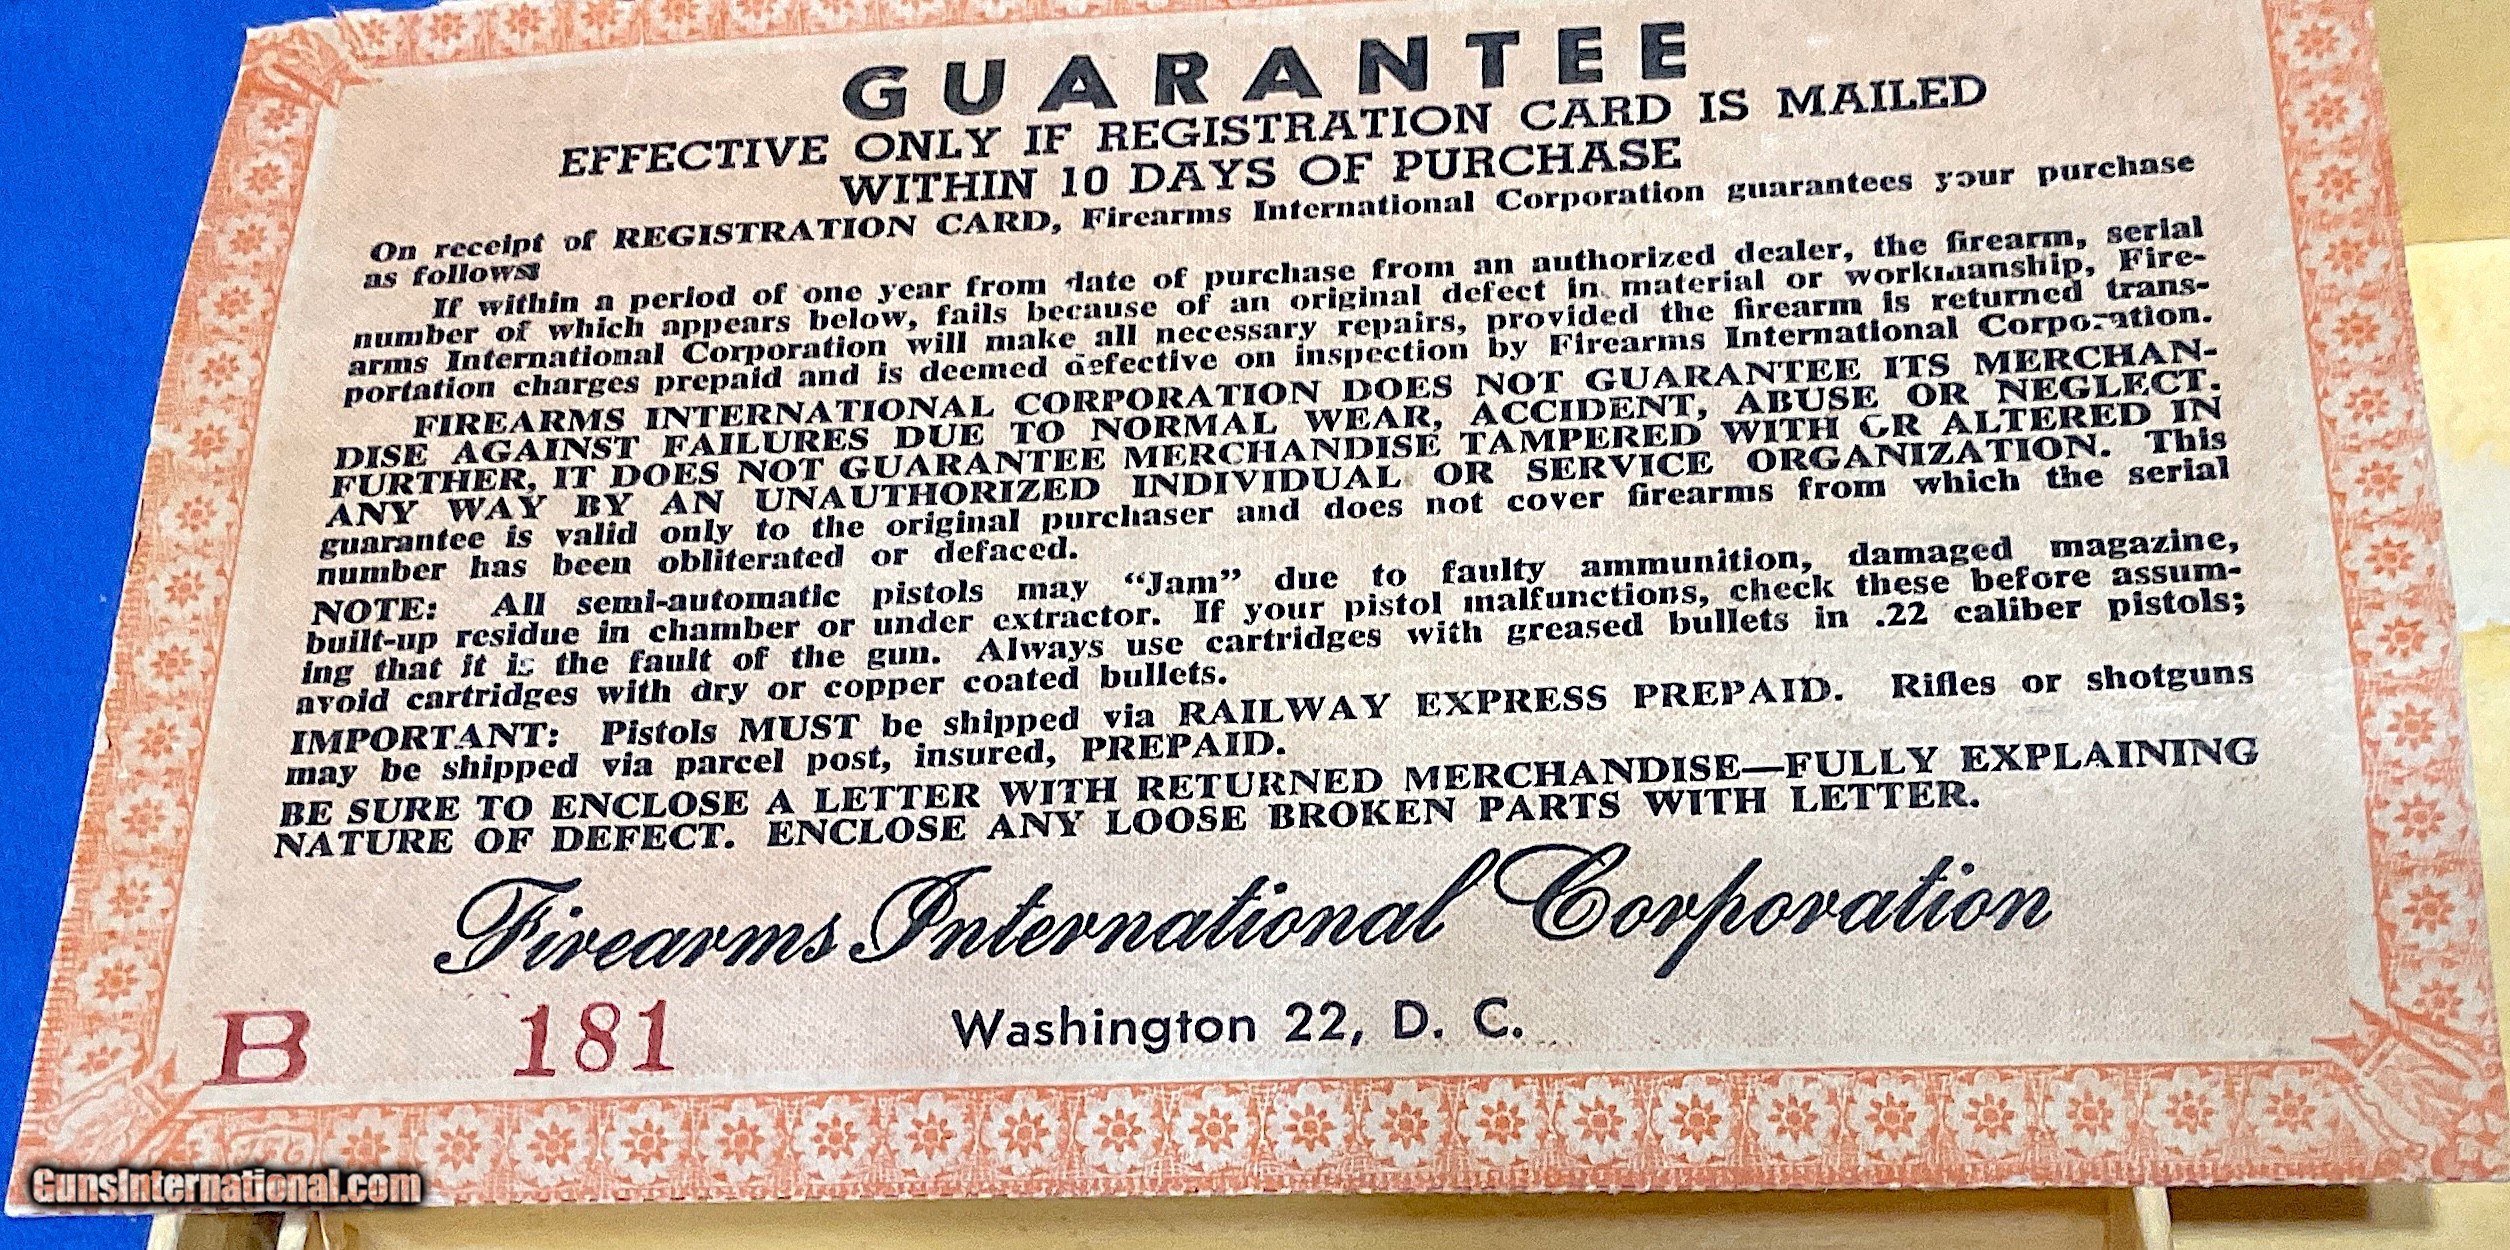 GUARANTEE
EFFECTIVE ONLY IF REGISTRATION CARD IS MAILED
WITHIN 10 DAYS OF PURCHASE
On receipt of REGISTRATION CARD, Firearms International Corporation guarantees your purchase
as follows:
If within a period of one year from date of purchase from an authorized dealer, the firearm, serial
number of which appears below, fails because of an original defect in material or workmanship, Fire-
arms International Corporation will make all necessary repairs, provided the firearm is returned trans-
portation charges prepaid and is deemed defective on inspection by Firearms International Corporation.
FIREARMS INTERNATIONAL CORPORATION DOES NOT GUARANTEE ITS MERCHAN-
DISE AGAINST FAILURES DUE TO NORMAL WEAR, ACCIDENT, ABUSE OR NEGLECT.
FURTHER, IT DOES NOT GUARANTEE MERCHANDISE TAMPERED WITH OR ALTERED IN
ANY WAY BY AN UNAUTHORIZED INDIVIDUAL OR SERVICE ORGANIZATION. This
guarantee is valid only to the original purchaser and does not cover firearms from which the serial
number has been obliterated or defaced.
NOTE: All semi-automatic pistols may “Jam” due to faulty ammunition, damaged magazine,
built-up residue in chamber or under extractor. If your pistol malfunctions, check these before assum-
ing that it is the fault of the gun. Always use cartridges with greased bullets in .22 caliber pistols;
avoid cartridges with dry or copper coated bullets.
IMPORTANT: Pistols MUST be shipped via RAILWAY EXPRESS PREPAID. Rifles or shotguns
may be shipped via parcel post, insured, PREPAID.
BE SURE TO ENCLOSE A LETTER WITH RETURNED MERCHANDISE—FULLY EXPLAINING
NATURE OF DEFECT. ENCLOSE ANY LOOSE BROKEN PARTS WITH LETTER.
Firearms International Corporation
B 181 Washington 22, D. C.
GunsInternational.com